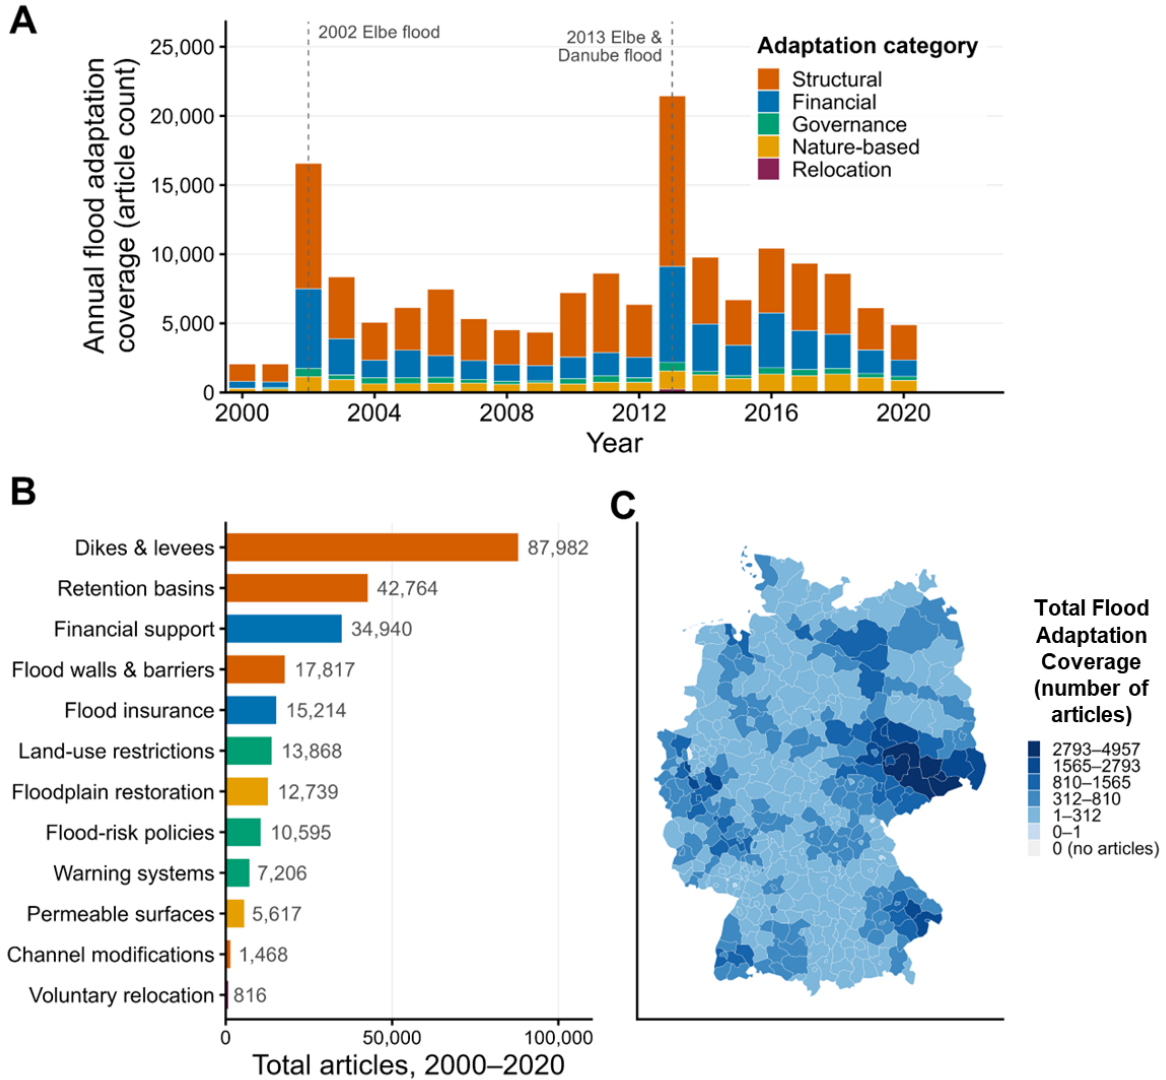 A
2002 Elbe flood
2013 Elbe &
Danube flood
Adaptation category
Structural
Financial
Governance
Nature-based
Relocation
Annual flood adaptation
coverage (article count)
25,000
20,000
15,000
10,000
5,000
0
2000 2004 2008 2012 2016 2020
Year
B
Dikes & levees 87,982
Retention basins 42,764
Financial support 34,940
Flood walls & barriers 17,817
Flood insurance 15,214
Land-use restrictions 13,868
Floodplain restoration 12,739
Flood-risk policies 10,595
Warning systems 7,206
Permeable surfaces 5,617
Channel modifications 1,468
Voluntary relocation 816
0 50,000 100,000
Total articles, 2000–2020
C
Total Flood
Adaptation
Coverage
(number of
articles)
2793–4957
1565–2793
810–1565
312–810
1–312
0–1
0 (no articles)